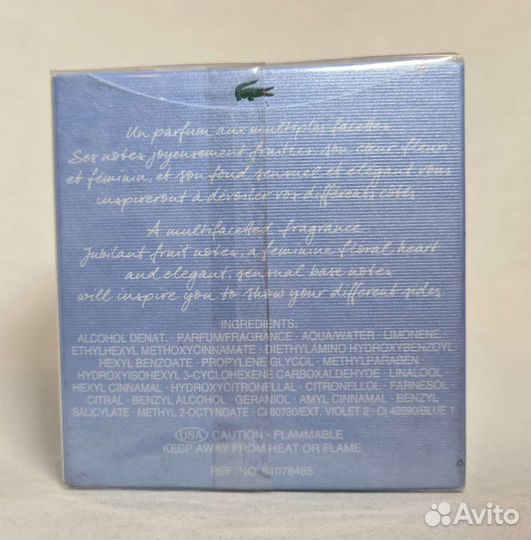 Un parfum aux multiples facettes.
Ses notes joyeusement fruitées, son cœur fleuri
et féminin, et son fond sensuel et élégant vous
inspireront à dévoiler vos différents côtés.
A multifaceted fragrance.
Jubilant fruit notes, a feminine floral heart
and elegant, sensual base notes
will inspire you to show your different sides.
INGREDIENTS:
ALCOHOL DENAT. · PARFUM/FRAGRANCE · AQUA/WATER · LIMONENE
ETHYLHEXYL METHOXYCINNAMATE · DIETHYLAMINO HYDROXYBENZOYL
HEXYL BENZOATE · PROPYLENE GLYCOL · METHYLPARABEN
HYDROXYISOHEXYL 3-CYCLOHEXENE CARBOXALDEHYDE · LINALOOL
HEXYL CINNAMAL · HYDROXYCITRONELLAL · CITRONELLOL · FARNESOL
CITRAL · BENZYL ALCOHOL · GERANIOL · AMYL CINNAMAL · BENZYL
SALICYLATE · METHYL 2-OCTYNOATE · CI 60730/EXT. VIOLET 2 · CI 42090/BLUE 1
USA CAUTION · FLAMMABLE
KEEP AWAY FROM HEAT OR FLAME
REF. NO. 81076485
Avito